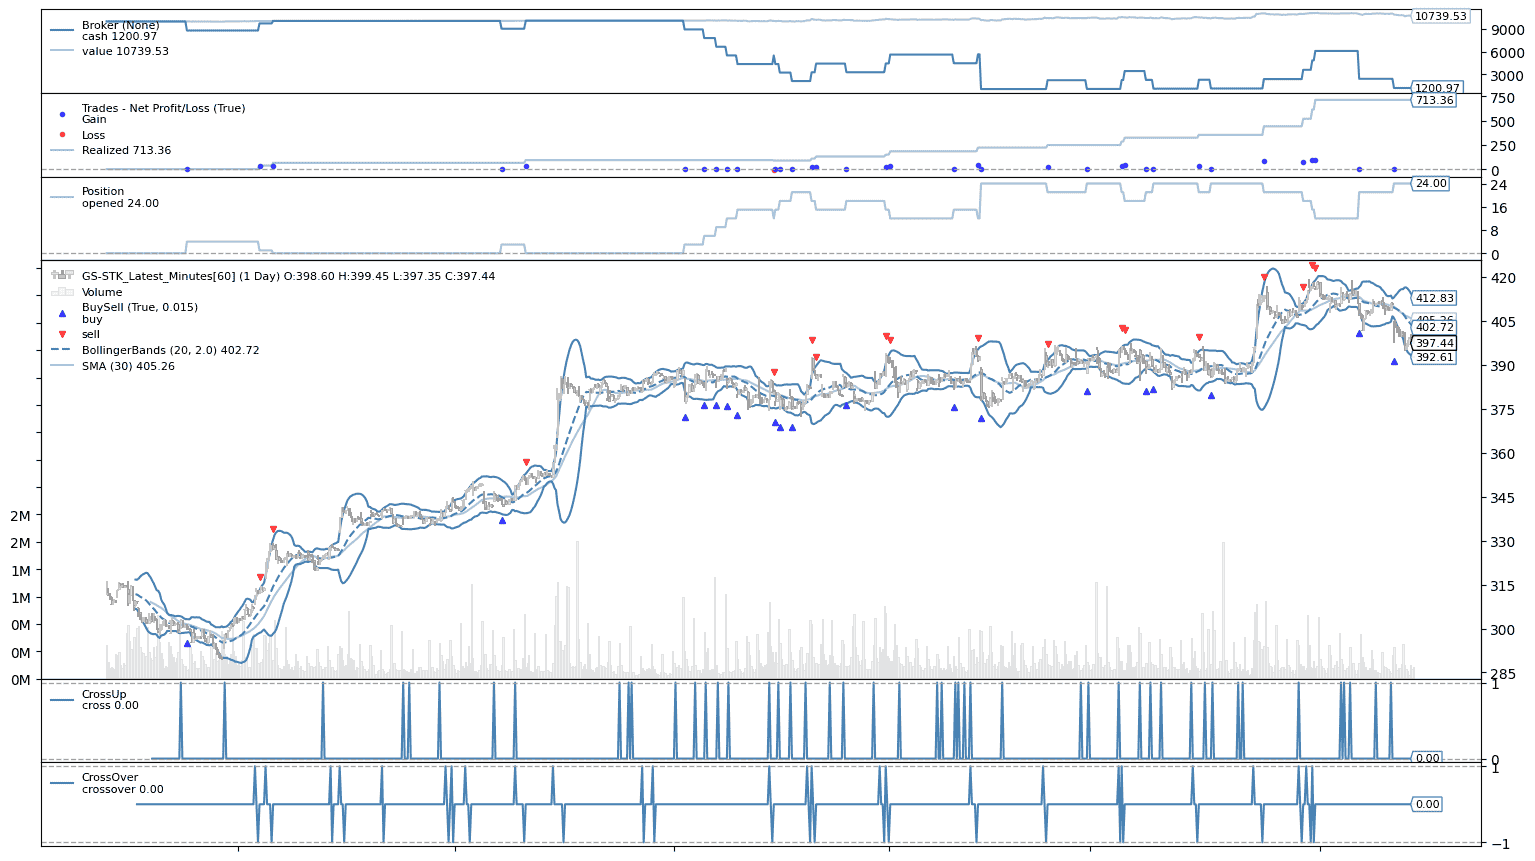 Broker (None)
cash 1200.97
value 10739.53
10739.53
9000
6000
3000
1200.97
Trades - Net Profit/Loss (True)
Gain
Loss
Realized 713.36
750
713.36
500
250
0
Position
opened 24.00
24.00
24
16
8
0
GS-STK_Latest_Minutes[60] (1 Day) O:398.60 H:399.45 L:397.35 C:397.44
Volume
BuySell (True, 0.015)
buy
sell
BollingerBands (20, 2.0) 402.72
SMA (30) 405.26
420
412.83
405.26
405
402.72
397.44
392.61
390
375
360
345
330
315
300
285
2M
2M
1M
1M
0M
0M
0M
CrossUp
cross 0.00
1
0.00
0
CrossOver
crossover 0.00
1
0.00
−1